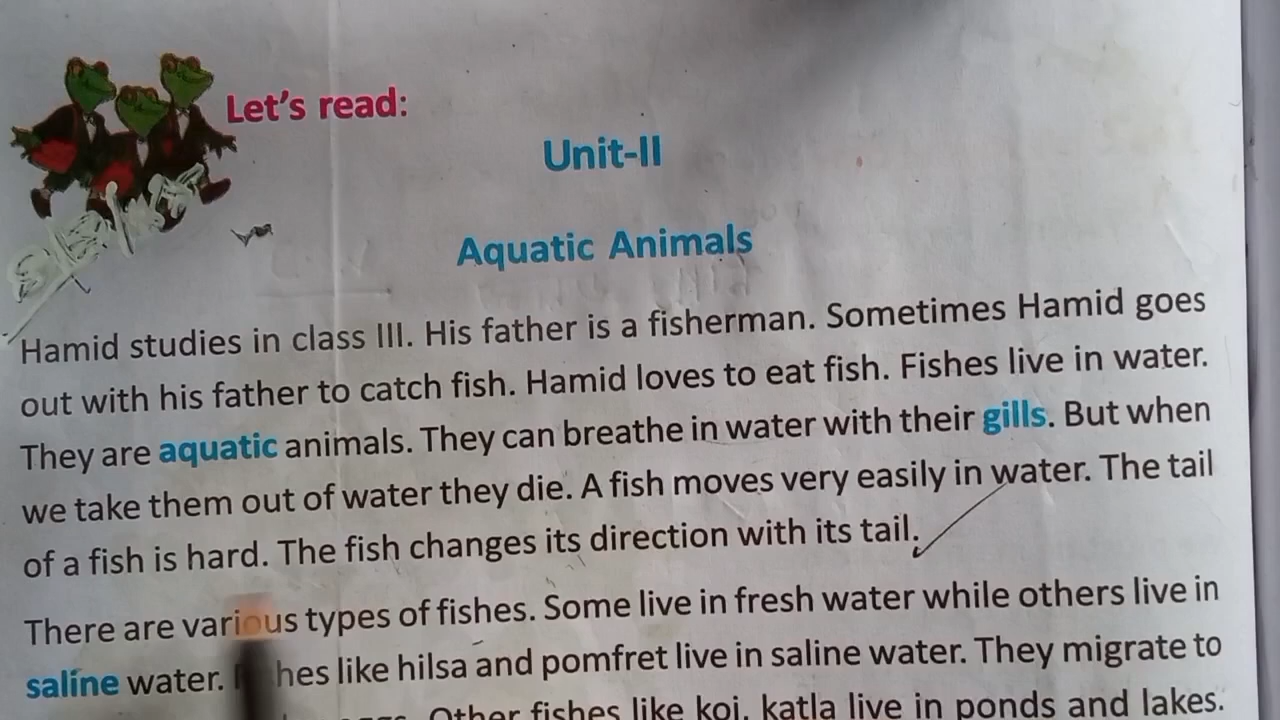 Let's read:
Unit-II
Aquatic Animals
Hamid studies in class III. His father is a fisherman. Sometimes Hamid goes
out with his father to catch fish. Hamid loves to eat fish. Fishes live in water.
They are aquatic animals. They can breathe in water with their gills. But when
we take them out of water they die. A fish moves very easily in water. The tail
of a fish is hard. The fish changes its direction with its tail.
There are various types of fishes. Some live in fresh water while others live in
saline water. like hilsa and pomfret live in saline water. They migrate to
Other fishes like koi, katla live in ponds and lakes.